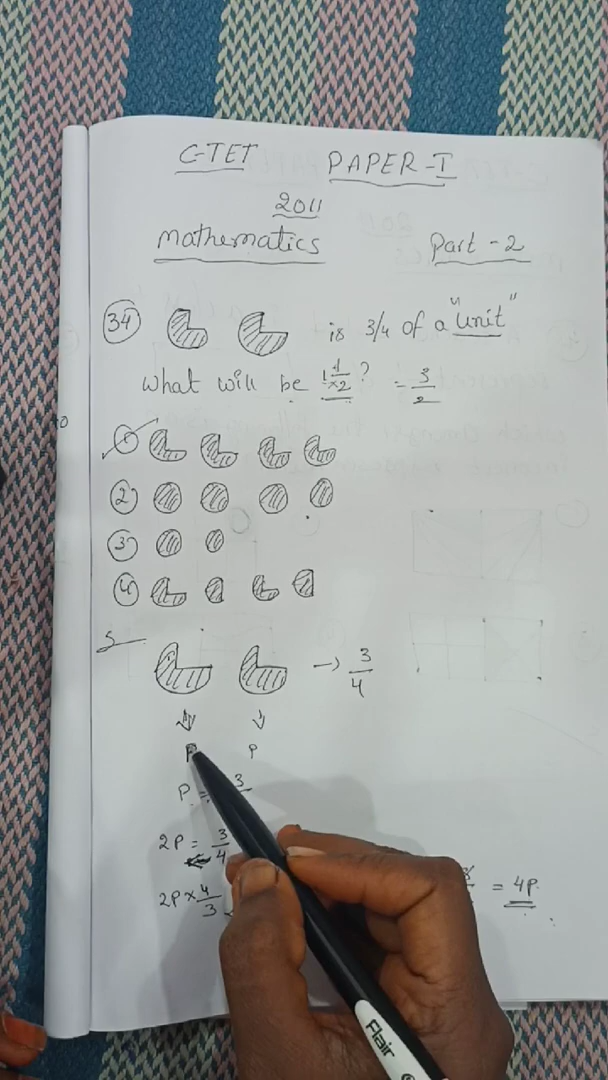 C-TET PAPER-I
2011
Mathematics Part-2
34 is 3/4 of a "unit"
What will be 1 1/2 ? = 3/2
1
2
3
4
→ 3/4
P P
P = 3
2P = 3/4
2P × 4/3 = 4P
Flair